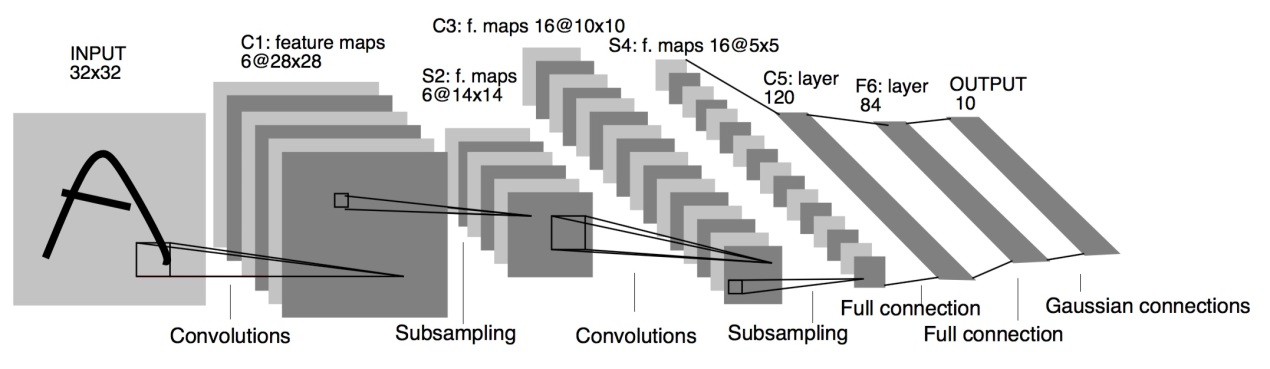 INPUT
32x32
C1: feature maps
6@28x28
S2: f. maps
6@14x14
C3: f. maps 16@10x10
S4: f. maps 16@5x5
C5: layer
120
F6: layer
84
OUTPUT
10
Convolutions
Subsampling
Convolutions
Subsampling
Full connection
Full connection
Gaussian connections